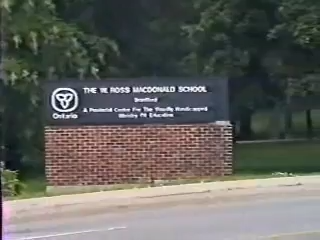 THE W. ROSS MACDONALD SCHOOL
Brantford
A Provincial Centre For The Visually Handicapped
Ministry Of Education
Ontario